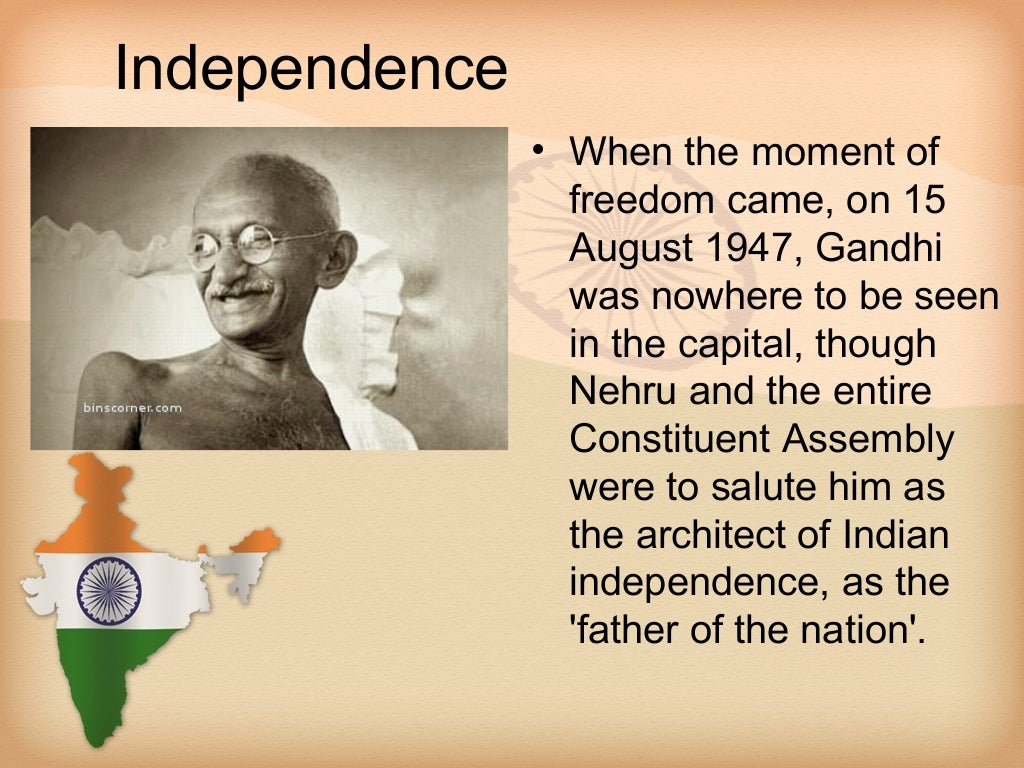 Independence
• When the moment of
freedom came, on 15
August 1947, Gandhi
was nowhere to be seen
in the capital, though
Nehru and the entire
Constituent Assembly
were to salute him as
the architect of Indian
independence, as the
'father of the nation'.
binscorner.com